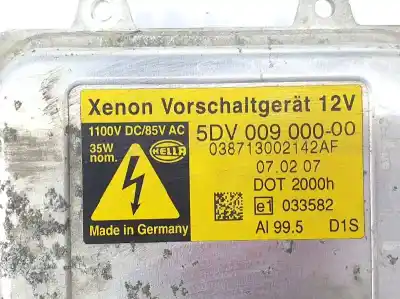 Xenon Vorschaltgerät 12V
1100V DC/85V AC
35W
nom.
HELLA
Made in Germany
5DV 009 000-00
038713002142AF
07.02 07
DOT 2000h
e1 033582
Al 99.5 D1S